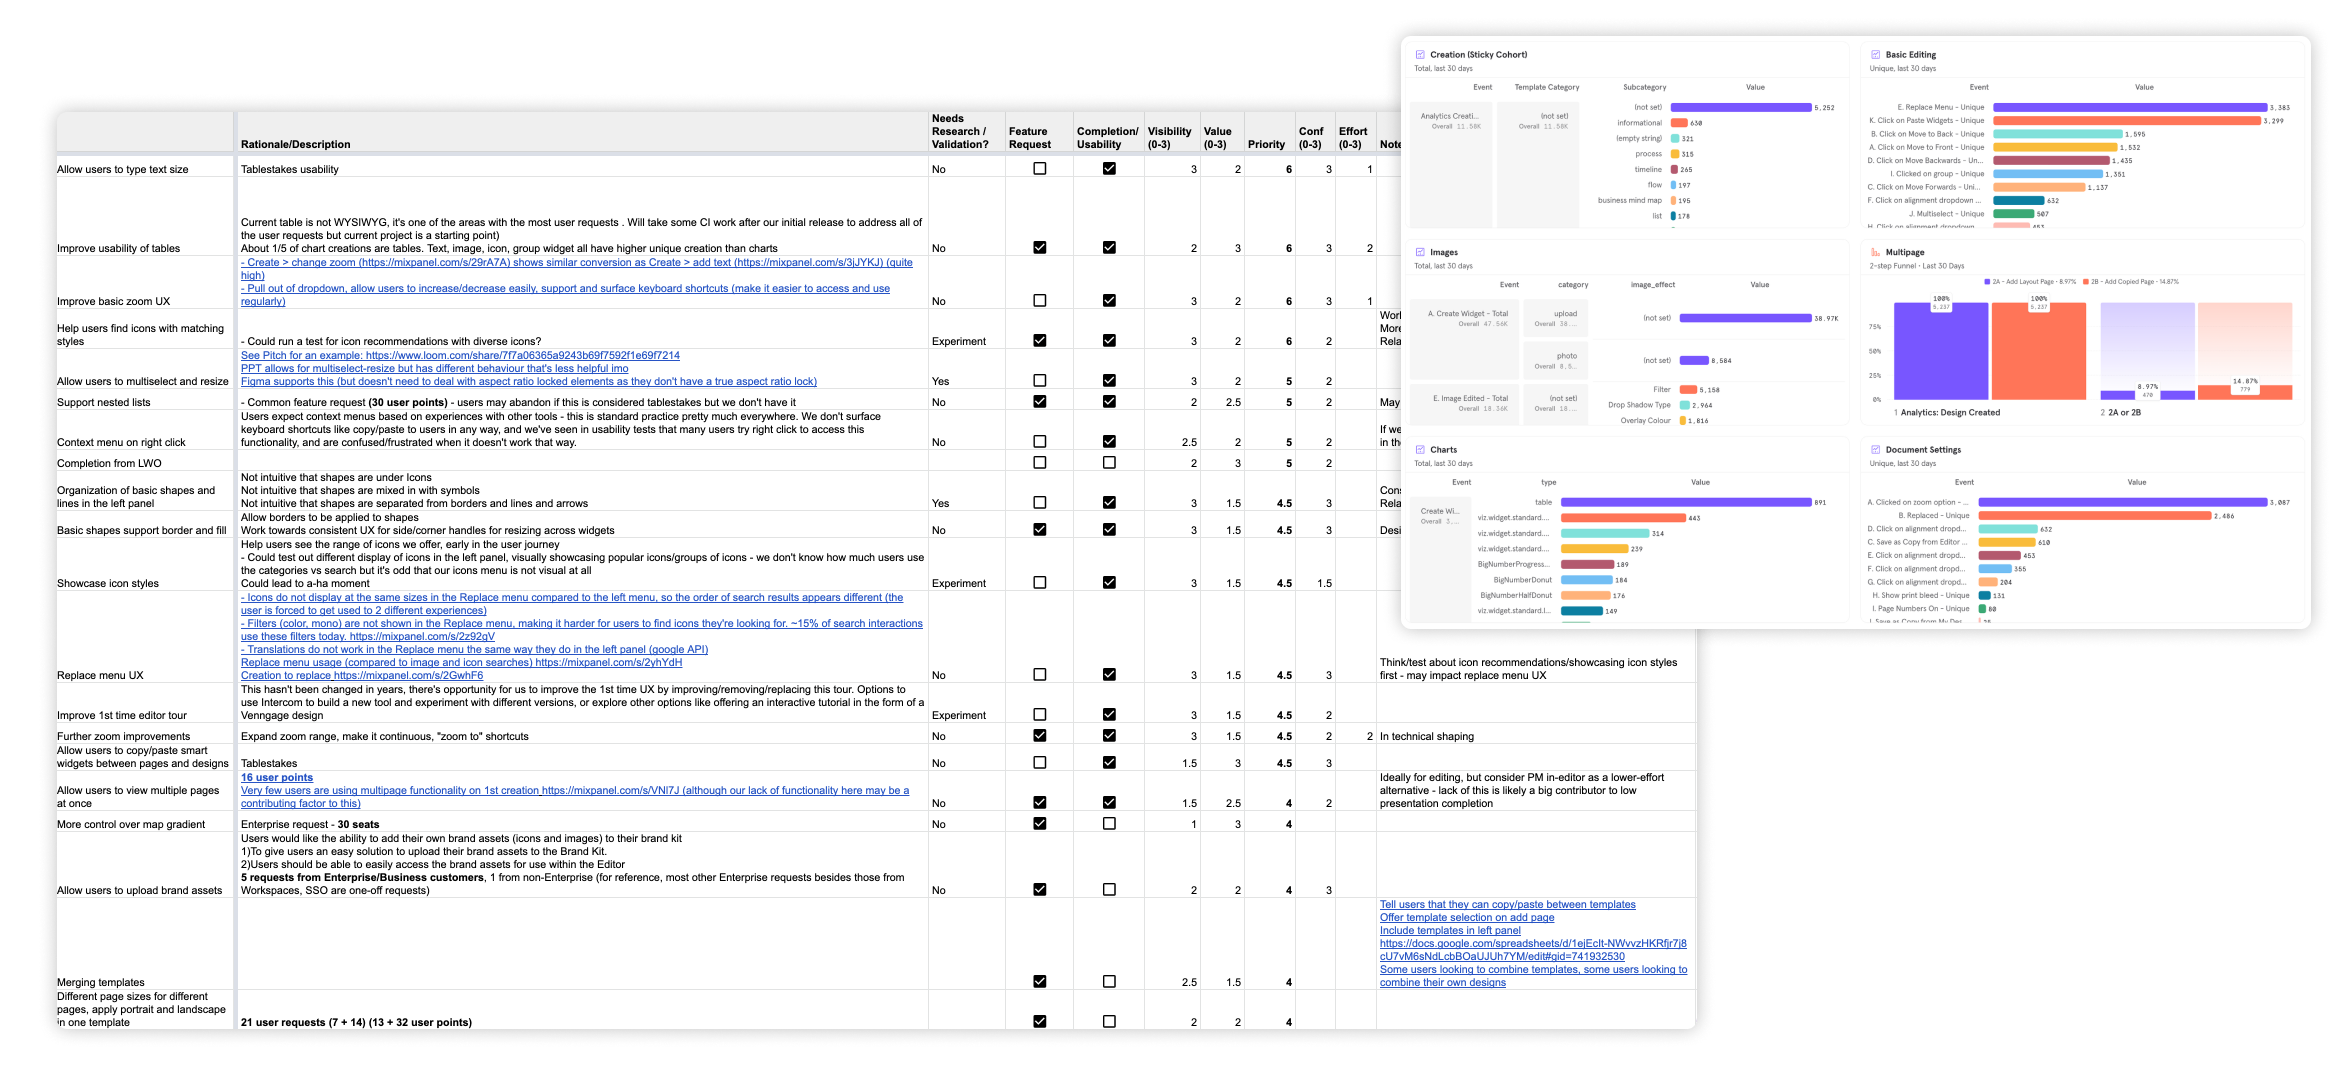 Rationale/Description
Needs
Research /
Validation?
Feature
Request
Completion/
Usability
Visibility
(0-3)
Value
(0-3)
Priority
Conf
(0-3)
Effort
(0-3)
Note
Allow users to type text size
Tablestakes usability
No 3 2 6 3 1
Current table is not WYSIWYG, it's one of the areas with the most user requests . Will take some CI work after our initial release to address all of
the user requests but current project is a starting point)
Improve usability of tables
About 1/5 of chart creations are tables. Text, image, icon, group widget all have higher unique creation than charts
No 2 3 6 3 2
- Create > change zoom (https://mixpanel.com/s/29rA7A) shows similar conversion as Create > add text (https://mixpanel.com/s/3jJYKJ) (quite
high)
- Pull out of dropdown, allow users to increase/decrease easily, support and surface keyboard shortcuts (make it easier to access and use
regularly)
Improve basic zoom UX
No 3 2 6 3 1
Help users find icons with matching
styles
- Could run a test for icon recommendations with diverse icons?
Experiment 3 2 6 2
Worl
More
Rela
See Pitch for an example: https://www.loom.com/share/7f7a06365a9243b69f7592f1e69f7214
PPT allows for multiselect-resize but has different behaviour that's less helpful imo
Allow users to multiselect and resize
Figma supports this (but doesn't need to deal with aspect ratio locked elements as they don't have a true aspect ratio lock)
Yes 3 2 5 2
Support nested lists
- Common feature request (30 user points) - users may abandon if this is considered tablestakes but we don't have it
No 2 2.5 5 2
May
Users expect context menus based on experiences with other tools - this is standard practice pretty much everywhere. We don't surface
keyboard shortcuts like copy/paste to users in any way, and we've seen in usability tests that many users try right click to access this
Context menu on right click
functionality, and are confused/frustrated when it doesn't work that way.
No 2.5 2 5 2
If we
in the
Completion from LWO
2 3 5 2
Not intuitive that shapes are under Icons
Organization of basic shapes and
lines in the left panel
Not intuitive that shapes are mixed in with symbols
Not intuitive that shapes are separated from borders and lines and arrows
Yes 3 1.5 4.5 3
Cons
Rela
Allow borders to be applied to shapes
Basic shapes support border and fill
Work towards consistent UX for side/corner handles for resizing across widgets
No 3 1.5 4.5 3
Desi
Help users see the range of icons we offer, early in the user journey
- Could test out different display of icons in the left panel, visually showcasing popular icons/groups of icons - we don't know how much users use
the categories vs search but it's odd that our icons menu is not visual at all
Showcase icon styles
Could lead to a-ha moment
Experiment 3 1.5 4.5 1.5
- Icons do not display at the same sizes in the Replace menu compared to the left menu, so the order of search results appears different (the
user is forced to get used to 2 different experiences)
- Filters (color, mono) are not shown in the Replace menu, making it harder for users to find icons they're looking for. ~15% of search interactions
use these filters today. https://mixpanel.com/s/2z92gV
- Translations do not work in the Replace menu the same way they do in the left panel (google API)
Replace menu usage (compared to image and icon searches) https://mixpanel.com/s/2yhYdH
Replace menu UX
Creation to replace https://mixpanel.com/s/2GwhF6
No 3 1.5 4.5 3
Think/test about icon recommendations/showcasing icon styles
first - may impact replace menu UX
This hasn't been changed in years, there's opportunity for us to improve the 1st time UX by improving/removing/replacing this tour. Options to
use Intercom to build a new tool and experiment with different versions, or explore other options like offering an interactive tutorial in the form of a
Improve 1st time editor tour
Venngage design
Experiment 3 1.5 4.5 2
Further zoom improvements
Expand zoom range, make it continuous, "zoom to" shortcuts
No 3 1.5 4.5 2 2
In technical shaping
Allow users to copy/paste smart
widgets between pages and designs
Tablestakes
No 1.5 3 4.5 3
Allow users to view multiple pages
at once
16 user points
Very few users are using multipage functionality on 1st creation https://mixpanel.com/s/VNl7J (although our lack of functionality here may be a
contributing factor to this)
No 1.5 2.5 4 2
Ideally for editing, but consider PM in-editor as a lower-effort
alternative - lack of this is likely a big contributor to low
presentation completion
More control over map gradient
Enterprise request - 30 seats
No 1 3 4
Users would like the ability to add their own brand assets (icons and images) to their brand kit
1)To give users an easy solution to upload their brand assets to the Brand Kit.
2)Users should be able to easily access the brand assets for use within the Editor
5 requests from Enterprise/Business customers, 1 from non-Enterprise (for reference, most other Enterprise requests besides those from
Allow users to upload brand assets
Workspaces, SSO are one-off requests)
No 2 2 4 3
Merging templates
2.5 1.5 4
Tell users that they can copy/paste between templates
Offer template selection on add page
Include templates in left panel
https://docs.google.com/spreadsheets/d/1ejEcIt-NWvvzHKRfjr7j8
cU7vM6sNdLcbBOaUJUh7YM/edit#gid=741932530
Some users looking to combine templates, some users looking to
combine their own designs
Different page sizes for different
pages, apply portrait and landscape
in one template
21 user requests (7 + 14) (13 + 32 user points)
2 2 4
Creation (Sticky Cohort)
Total, last 30 days
Event Template Category Subcategory Value
Analytics Creati...
Overall 11.58K
(not set)
Overall 11.58K
(not set) 5,252
informational 630
(empty string) 321
process 315
timeline 265
flow 197
business mind map 195
list 178
Basic Editing
Unique, last 30 days
Event Value
E. Replace Menu - Unique 3,383
K. Click on Paste Widgets - Unique 3,299
B. Click on Move to Back - Unique 1,595
A. Click on Move to Front - Unique 1,532
D. Click on Move Backwards - Un... 1,435
I. Clicked on group - Unique 1,351
C. Click on Move Forwards - Uni... 1,137
F. Click on alignment dropdown ... 632
J. Multiselect - Unique 507
H. Click on alignment dropdown... 453
Images
Total, last 30 days
Event category image_effect Value
A. Create Widget - Total
Overall 47.56K
upload
Overall 38....
(not set) 38.97K
photo
Overall 8,5...
(not set) 8,584
E. Image Edited - Total
Overall 18.36K
(not set)
Overall 18....
Filter 5,158
Drop Shadow Type 2,964
Overlay Colour 1,816
Multipage
2-step Funnel · Last 30 Days
2A - Add Layout Page - 8.97% 2B - Add Copied Page - 14.87%
100%
5,237
100%
5,237
75%
50%
25%
0%
8.97%
470
14.87%
779
1 Analytics: Design Created
2 2A or 2B
Charts
Total, last 30 days
Event type Value
Create Wi...
Overall 3,...
table 891
viz.widget.standard.... 443
viz.widget.standard.... 314
viz.widget.standard.... 239
BigNumberProgress... 189
BigNumberDonut 184
BigNumberHalfDonut 176
viz.widget.standard.l... 149
Document Settings
Unique, last 30 days
Event Value
A. Clicked on zoom option - ... 3,087
B. Replaced - Unique 2,486
D. Click on alignment dropd... 632
C. Save as Copy from Editor ... 610
E. Click on alignment dropd... 453
F. Click on alignment dropd... 355
G. Click on alignment dropd... 204
H. Show print bleed - Unique 131
I. Page Numbers On - Unique 80